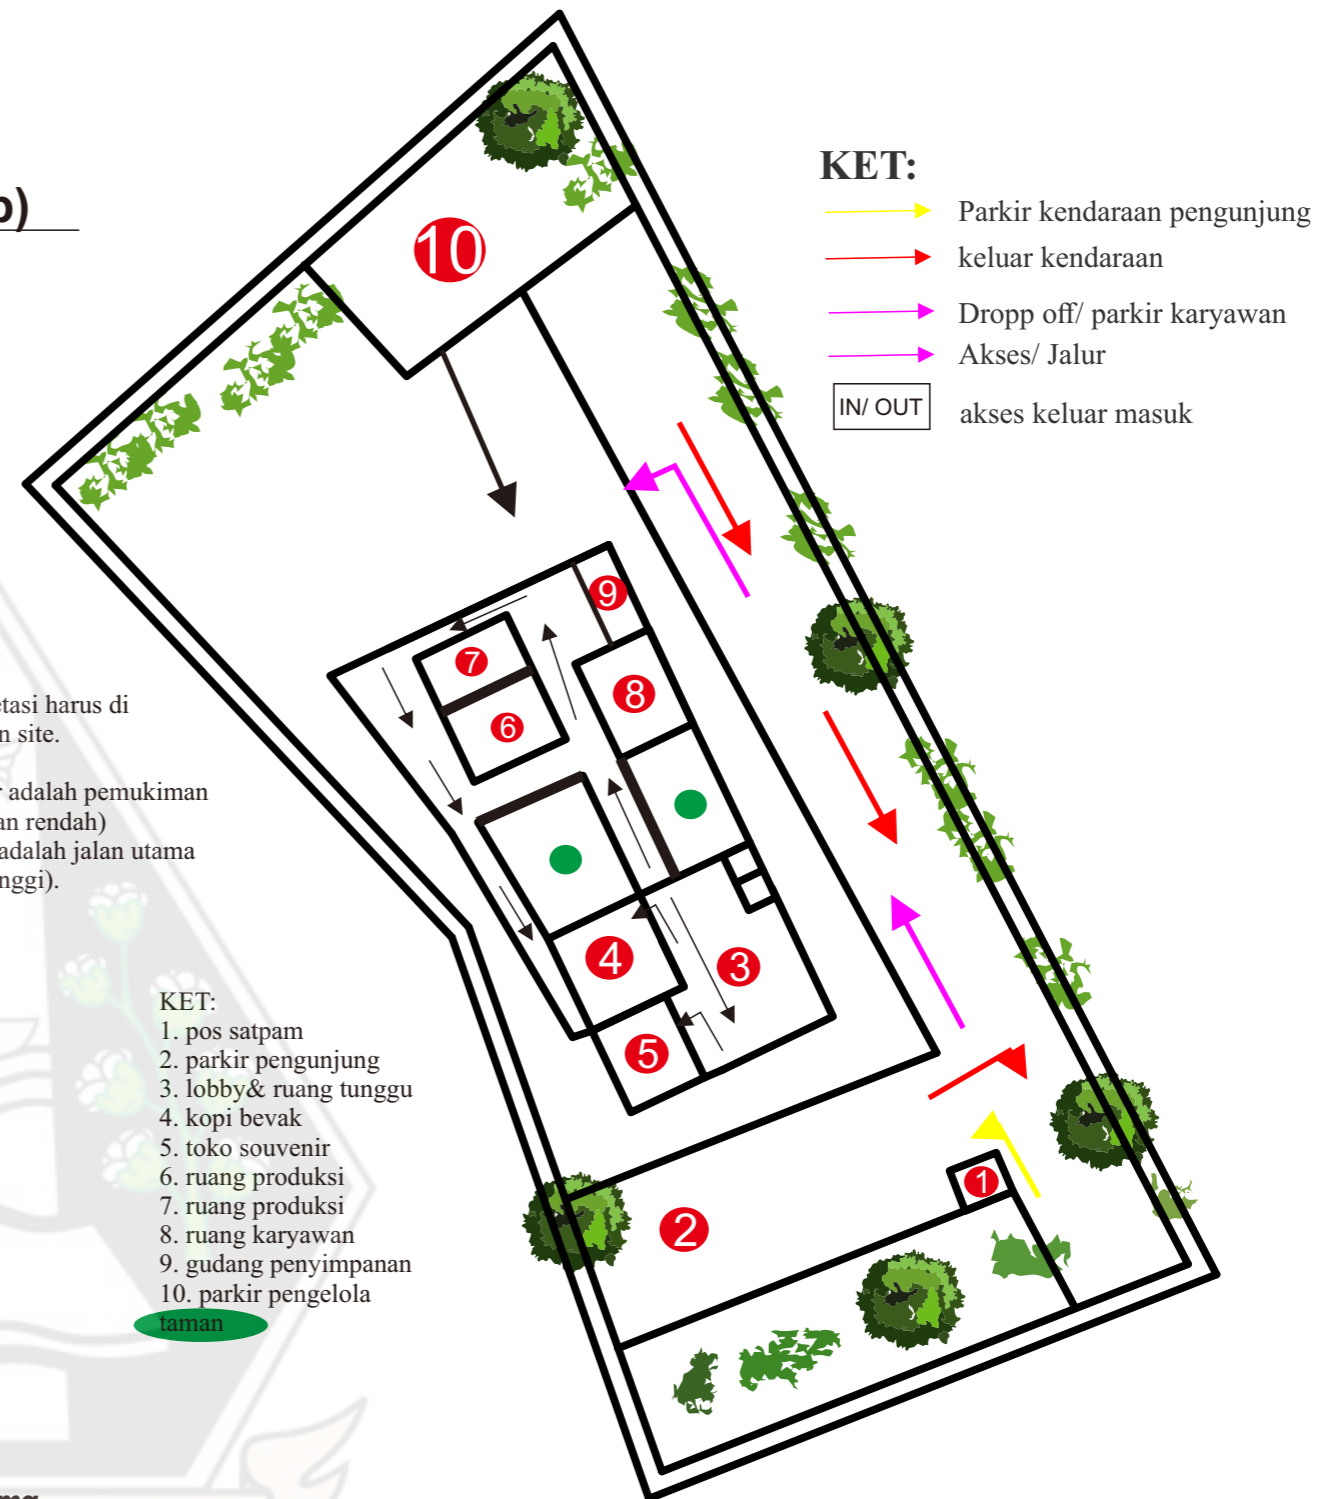 KET:
Parkir kendaraan pengunjung
keluar kendaraan
Dropp off/ parkir karyawan
Akses/ Jalur
IN/ OUT akses keluar masuk
10
9
7
8
6
4
3
5
1
2
etasi harus di
n site.
r adalah pemukiman
an rendah)
adalah jalan utama
nggi).
KET:
1. pos satpam
2. parkir pengunjung
3. lobby& ruang tunggu
4. kopi bevak
5. toko souvenir
6. ruang produksi
7. ruang produksi
8. ruang karyawan
9. gudang penyimpanan
10. parkir pengelola
taman